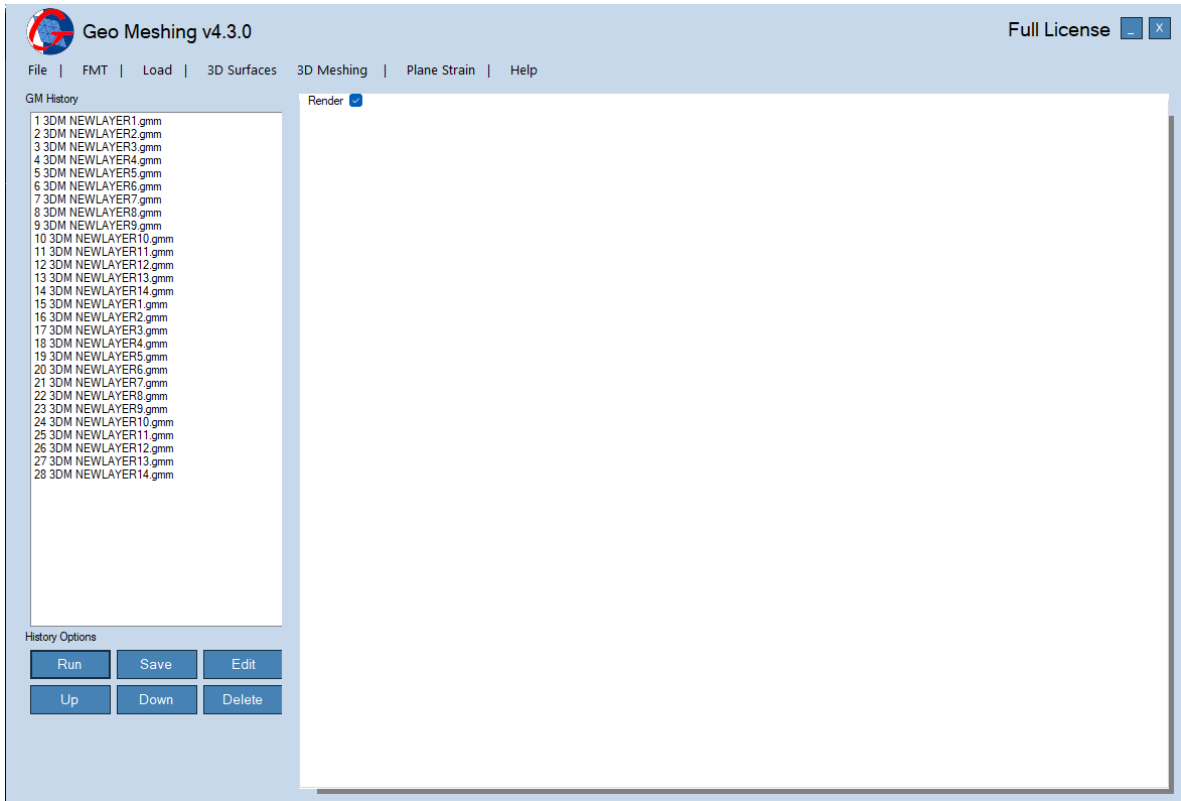 Geo Meshing v4.3.0
Full License _ X
File | FMT | Load | 3D Surfaces 3D Meshing | Plane Strain | Help
GM History
Render
1 3DM NEWLAYER1.gmm
2 3DM NEWLAYER2.gmm
3 3DM NEWLAYER3.gmm
4 3DM NEWLAYER4.gmm
5 3DM NEWLAYER5.gmm
6 3DM NEWLAYER6.gmm
7 3DM NEWLAYER7.gmm
8 3DM NEWLAYER8.gmm
9 3DM NEWLAYER9.gmm
10 3DM NEWLAYER10.gmm
11 3DM NEWLAYER11.gmm
12 3DM NEWLAYER12.gmm
13 3DM NEWLAYER13.gmm
14 3DM NEWLAYER14.gmm
15 3DM NEWLAYER1.gmm
16 3DM NEWLAYER2.gmm
17 3DM NEWLAYER3.gmm
18 3DM NEWLAYER4.gmm
19 3DM NEWLAYER5.gmm
20 3DM NEWLAYER6.gmm
21 3DM NEWLAYER7.gmm
22 3DM NEWLAYER8.gmm
23 3DM NEWLAYER9.gmm
24 3DM NEWLAYER10.gmm
25 3DM NEWLAYER11.gmm
26 3DM NEWLAYER12.gmm
27 3DM NEWLAYER13.gmm
28 3DM NEWLAYER14.gmm
History Options
Run Save Edit
Up Down Delete